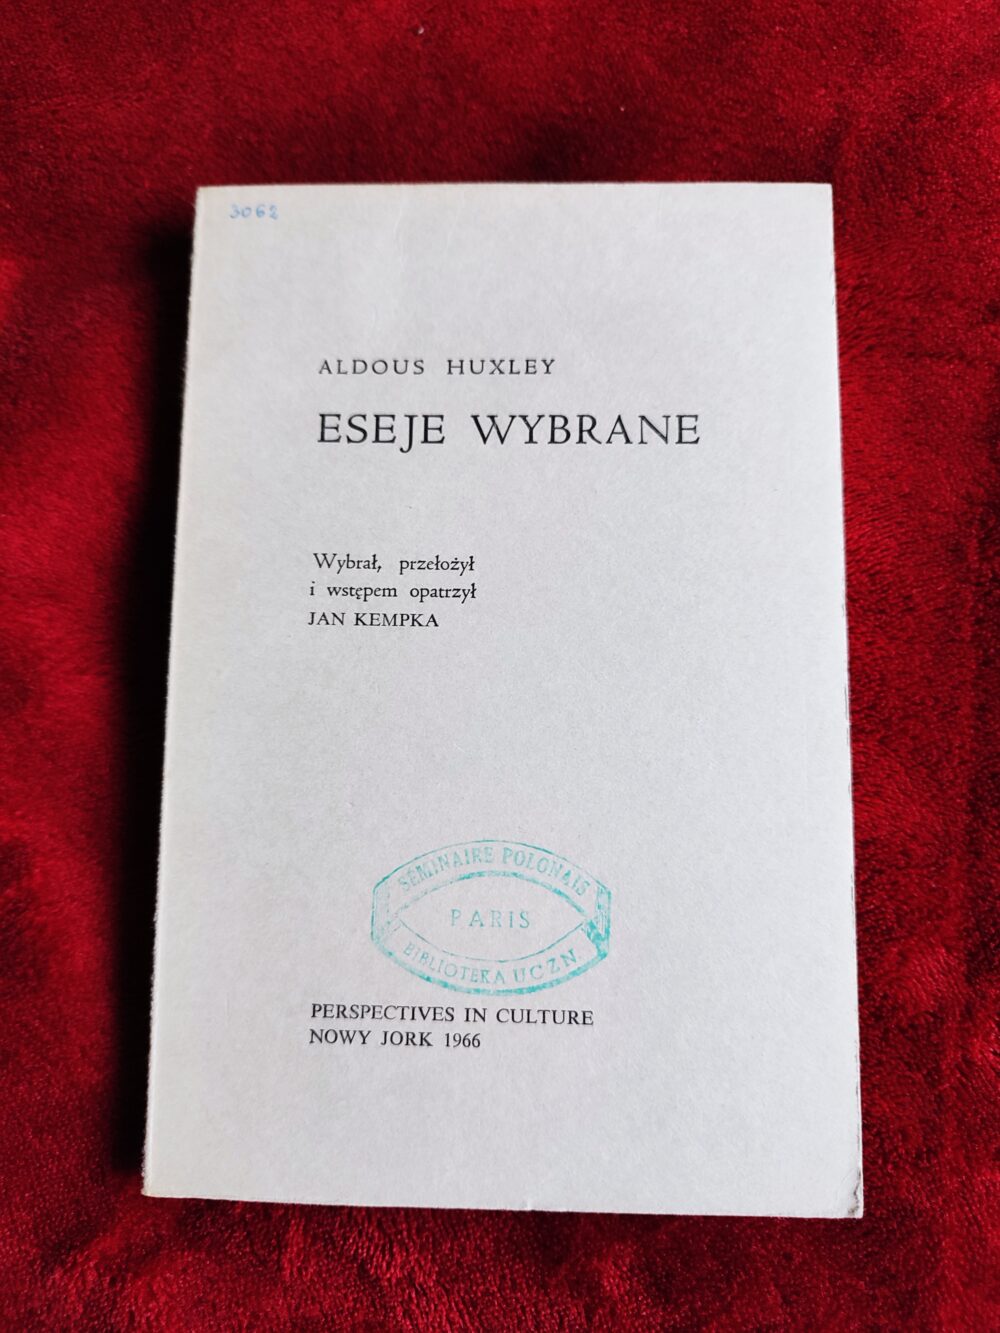 3062
ALDOUS HUXLEY
ESEJE WYBRANE
Wybrał, przełożył
i wstępem opatrzył
JAN KEMPKA
SEMINAIRE POLONAIS
PARIS
BIBLIOTEKA UCZN.
PERSPECTIVES IN CULTURE
NOWY JORK 1966